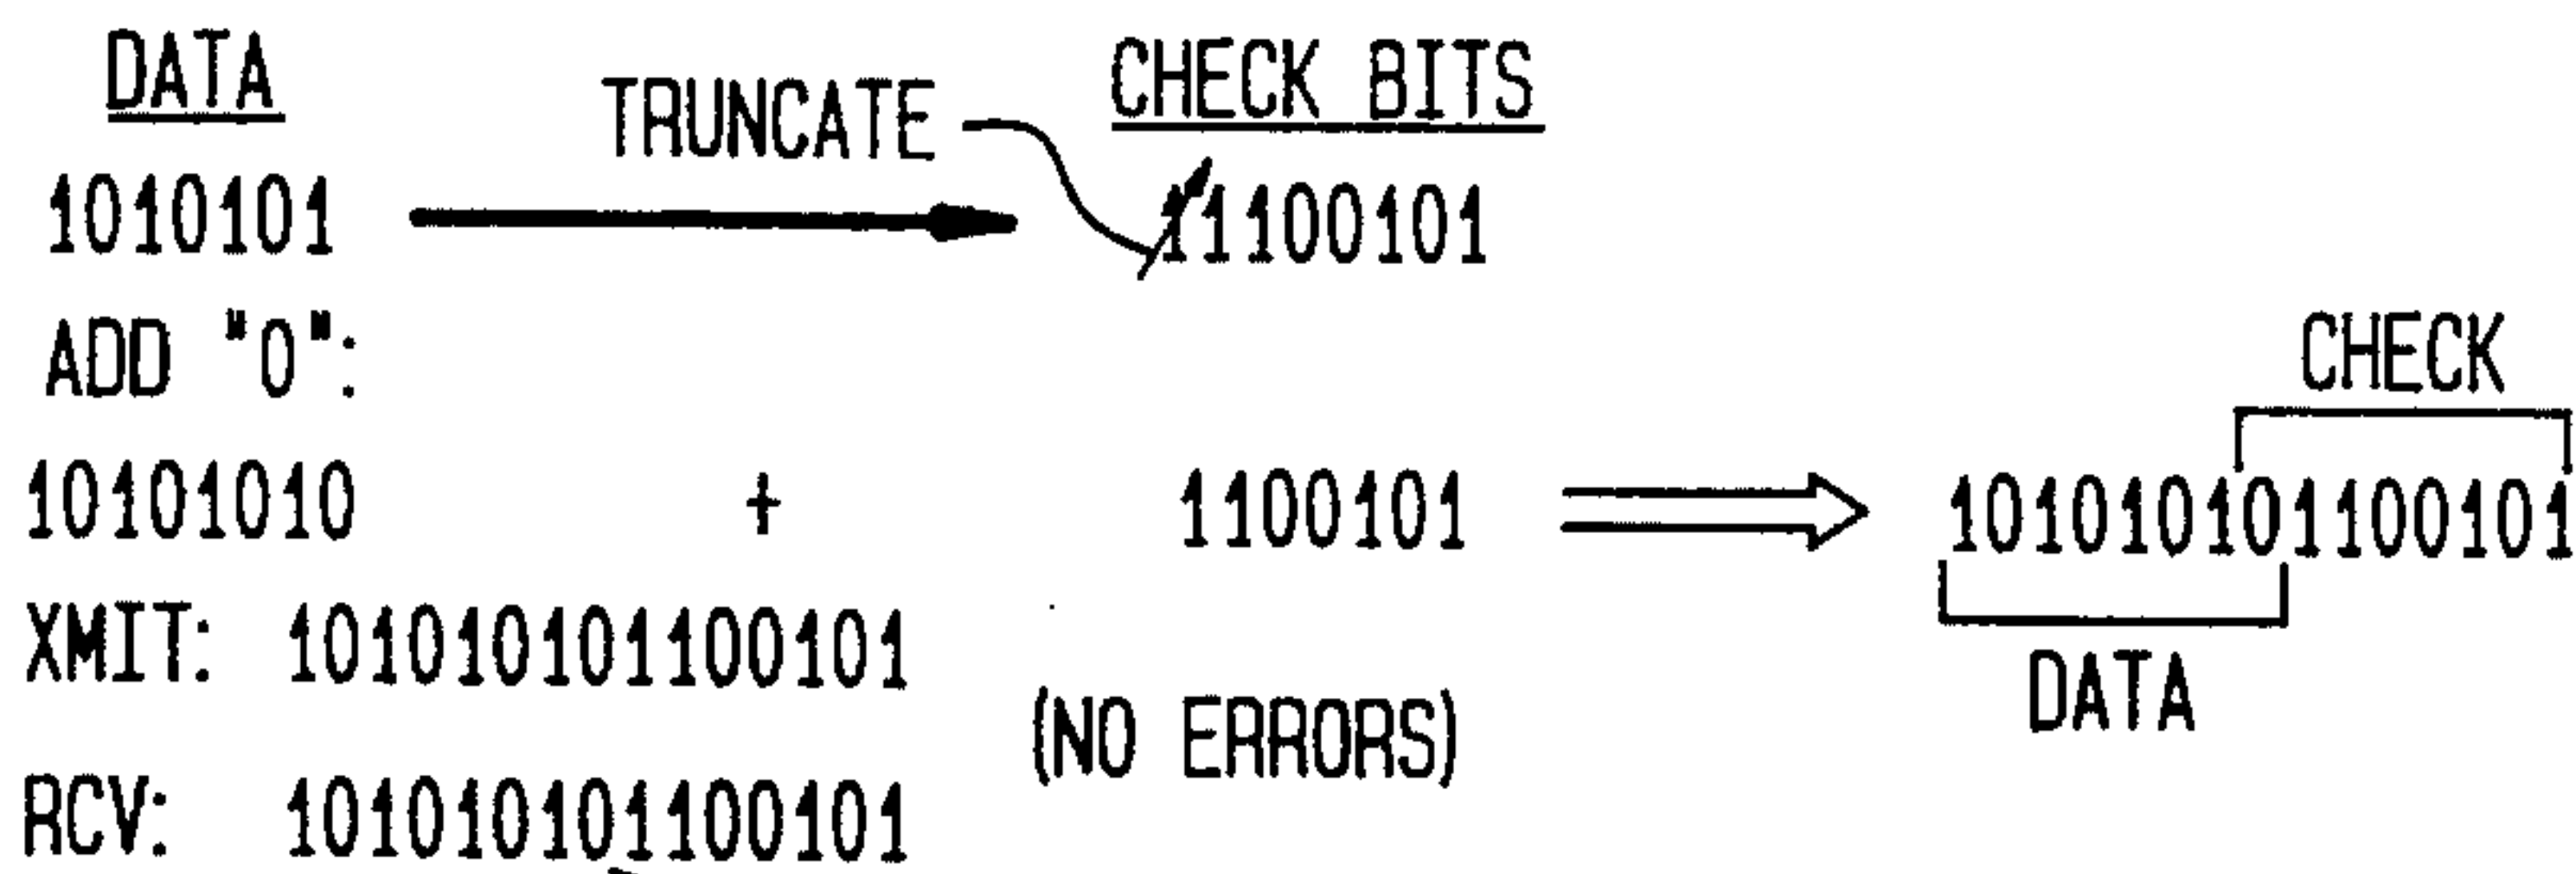 DATA
TRUNCATE
CHECK BITS
1010101
11100101
ADD "0":
CHECK
10101010 + 1100101 101010101100101
DATA
XMIT: 101010101100101
(NO ERRORS)
RCV: 101010101100101